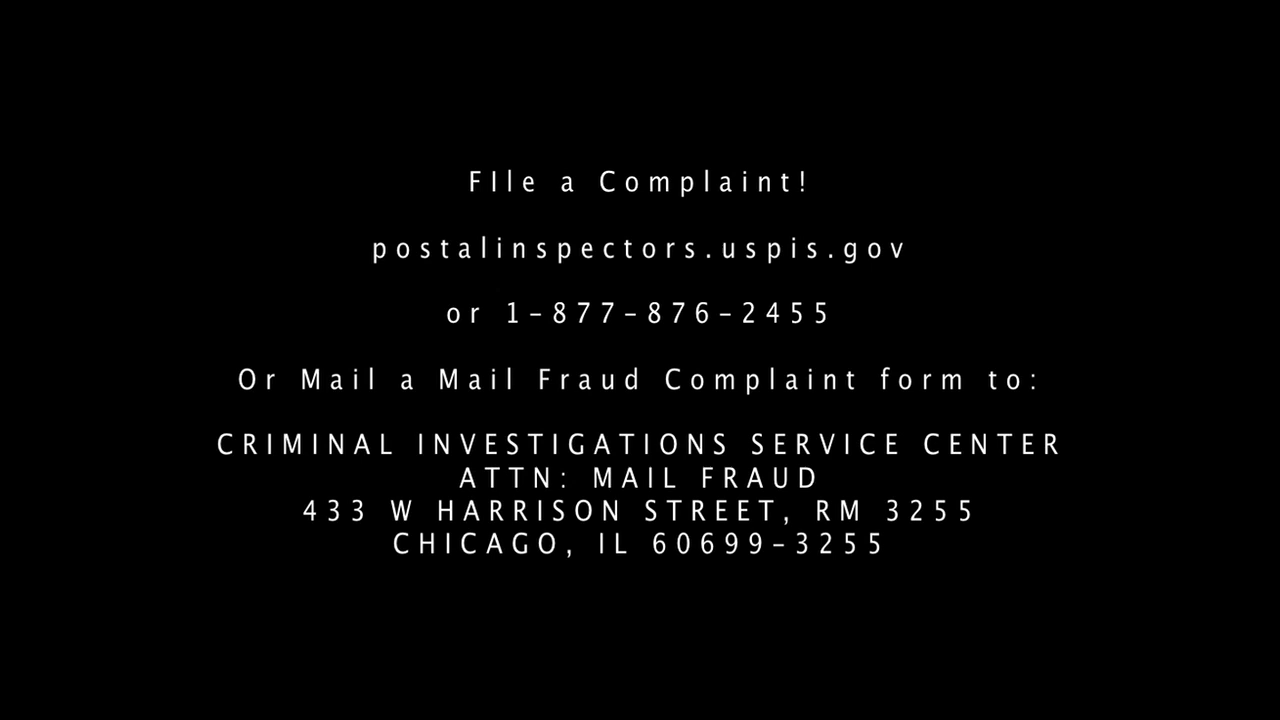 FIle a Complaint!
postalinspectors.uspis.gov
or 1-877-876-2455
Or Mail a Mail Fraud Complaint form to:
CRIMINAL INVESTIGATIONS SERVICE CENTER
ATTN: MAIL FRAUD
433 W HARRISON STREET, RM 3255
CHICAGO, IL 60699-3255